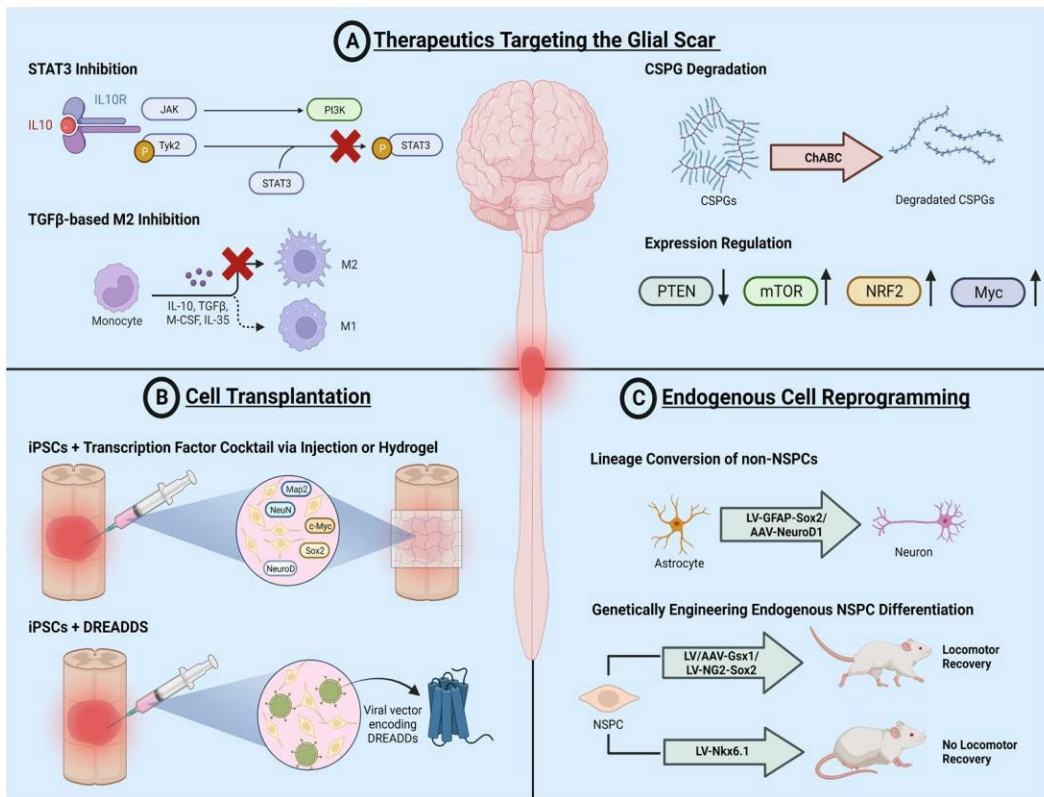 A Therapeutics Targeting the Glial Scar
STAT3 Inhibition
IL10R
IL10
JAK
PI3K
P
Tyk2
P
STAT3
STAT3
TGFβ-based M2 Inhibition
Monocyte
IL-10, TGFβ,
M-CSF, IL-35
M2
M1
CSPG Degradation
CSPGs
ChABC
Degraded CSPGs
Expression Regulation
PTEN
mTOR
NRF2
Myc
B Cell Transplantation
iPSCs + Transcription Factor Cocktail via Injection or Hydrogel
Map2
NeuN
c-Myc
Sox2
NeuroD
iPSCs + DREADDS
Viral vector
encoding
DREADDs
C Endogenous Cell Reprogramming
Lineage Conversion of non-NSPCs
Astrocyte
LV-GFAP-Sox2/
AAV-NeuroD1
Neuron
Genetically Engineering Endogenous NSPC Differentiation
NSPC
LV/AAV-Gsx1/
LV-NG2-Sox2
Locomotor
Recovery
LV-Nkx6.1
No Locomotor
Recovery